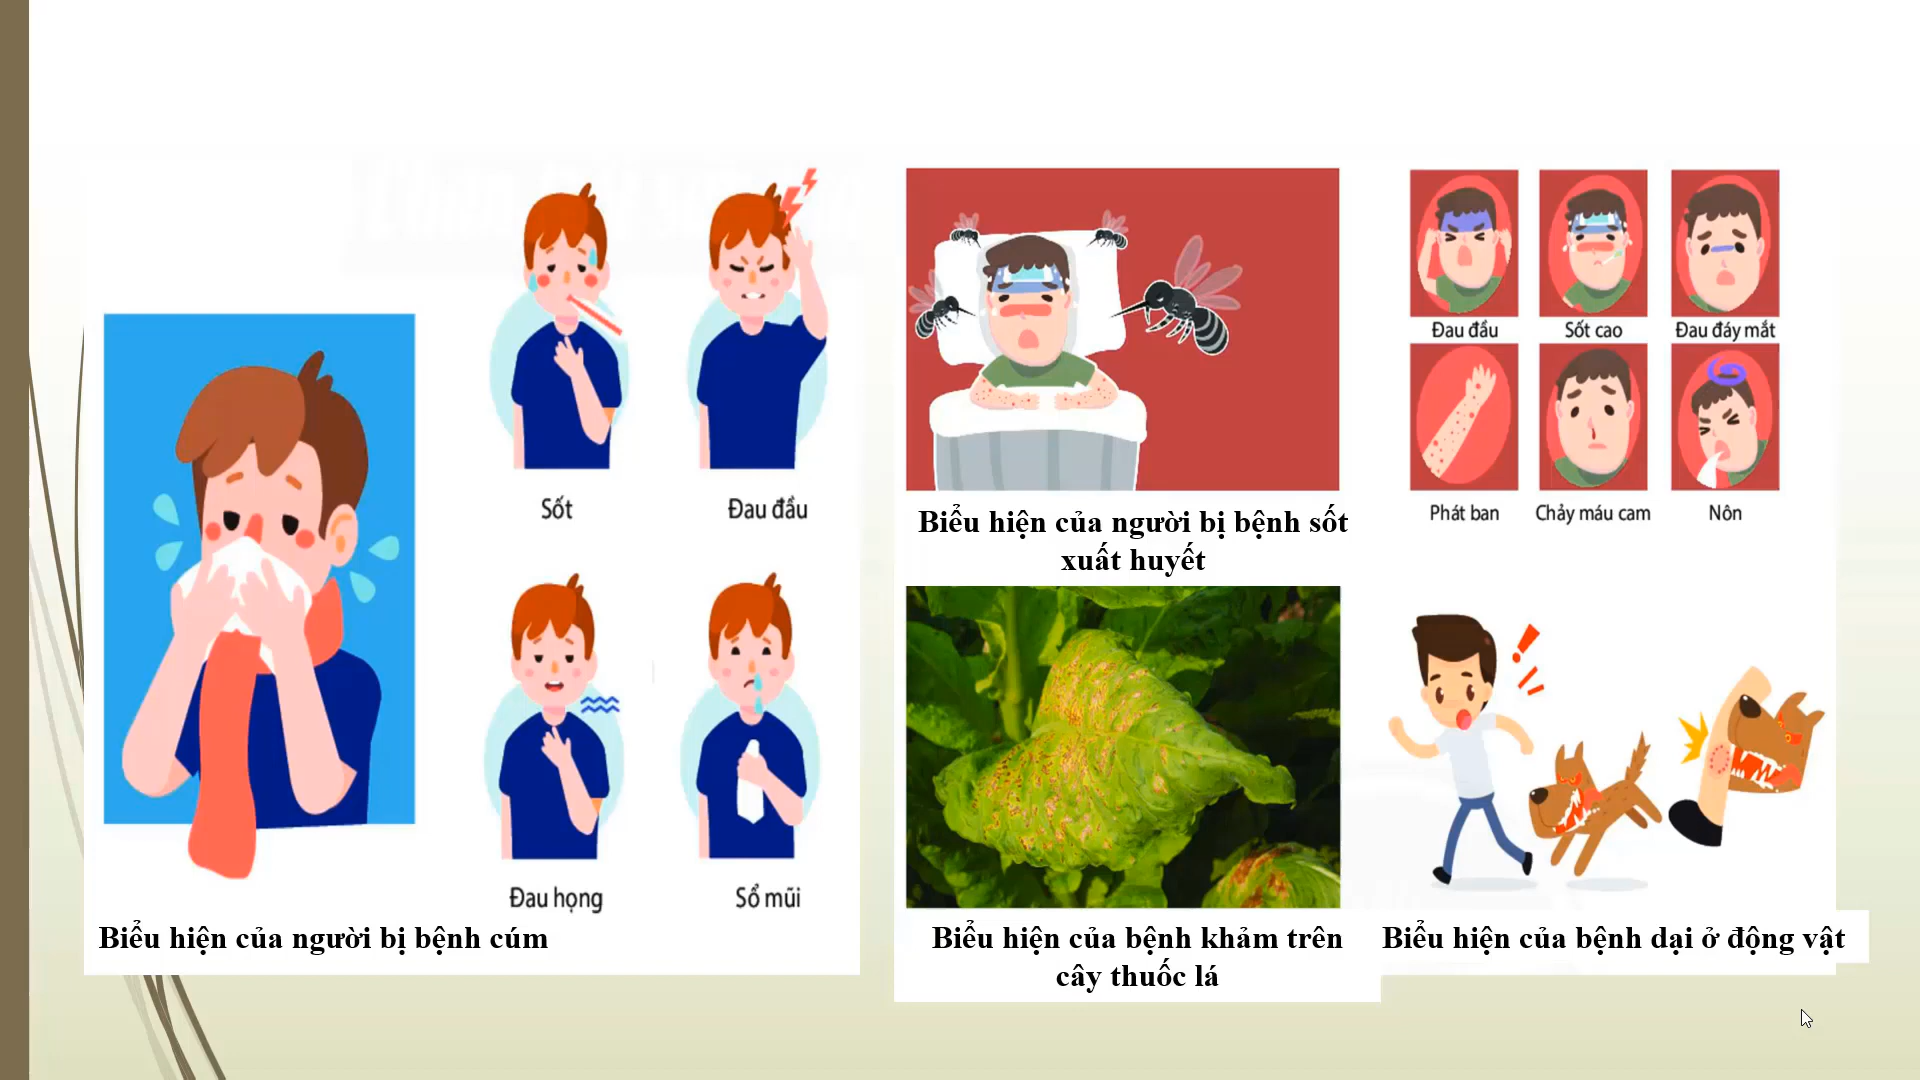 Sốt
Đau đầu
Đau họng
Sổ mũi
Biểu hiện của người bị bệnh cúm
Biểu hiện của người bị bệnh sốt
xuất huyết
Đau đầu
Sốt cao
Đau đáy mắt
Phát ban
Chảy máu cam
Nôn
Biểu hiện của bệnh khảm trên
cây thuốc lá
Biểu hiện của bệnh dại ở động vật